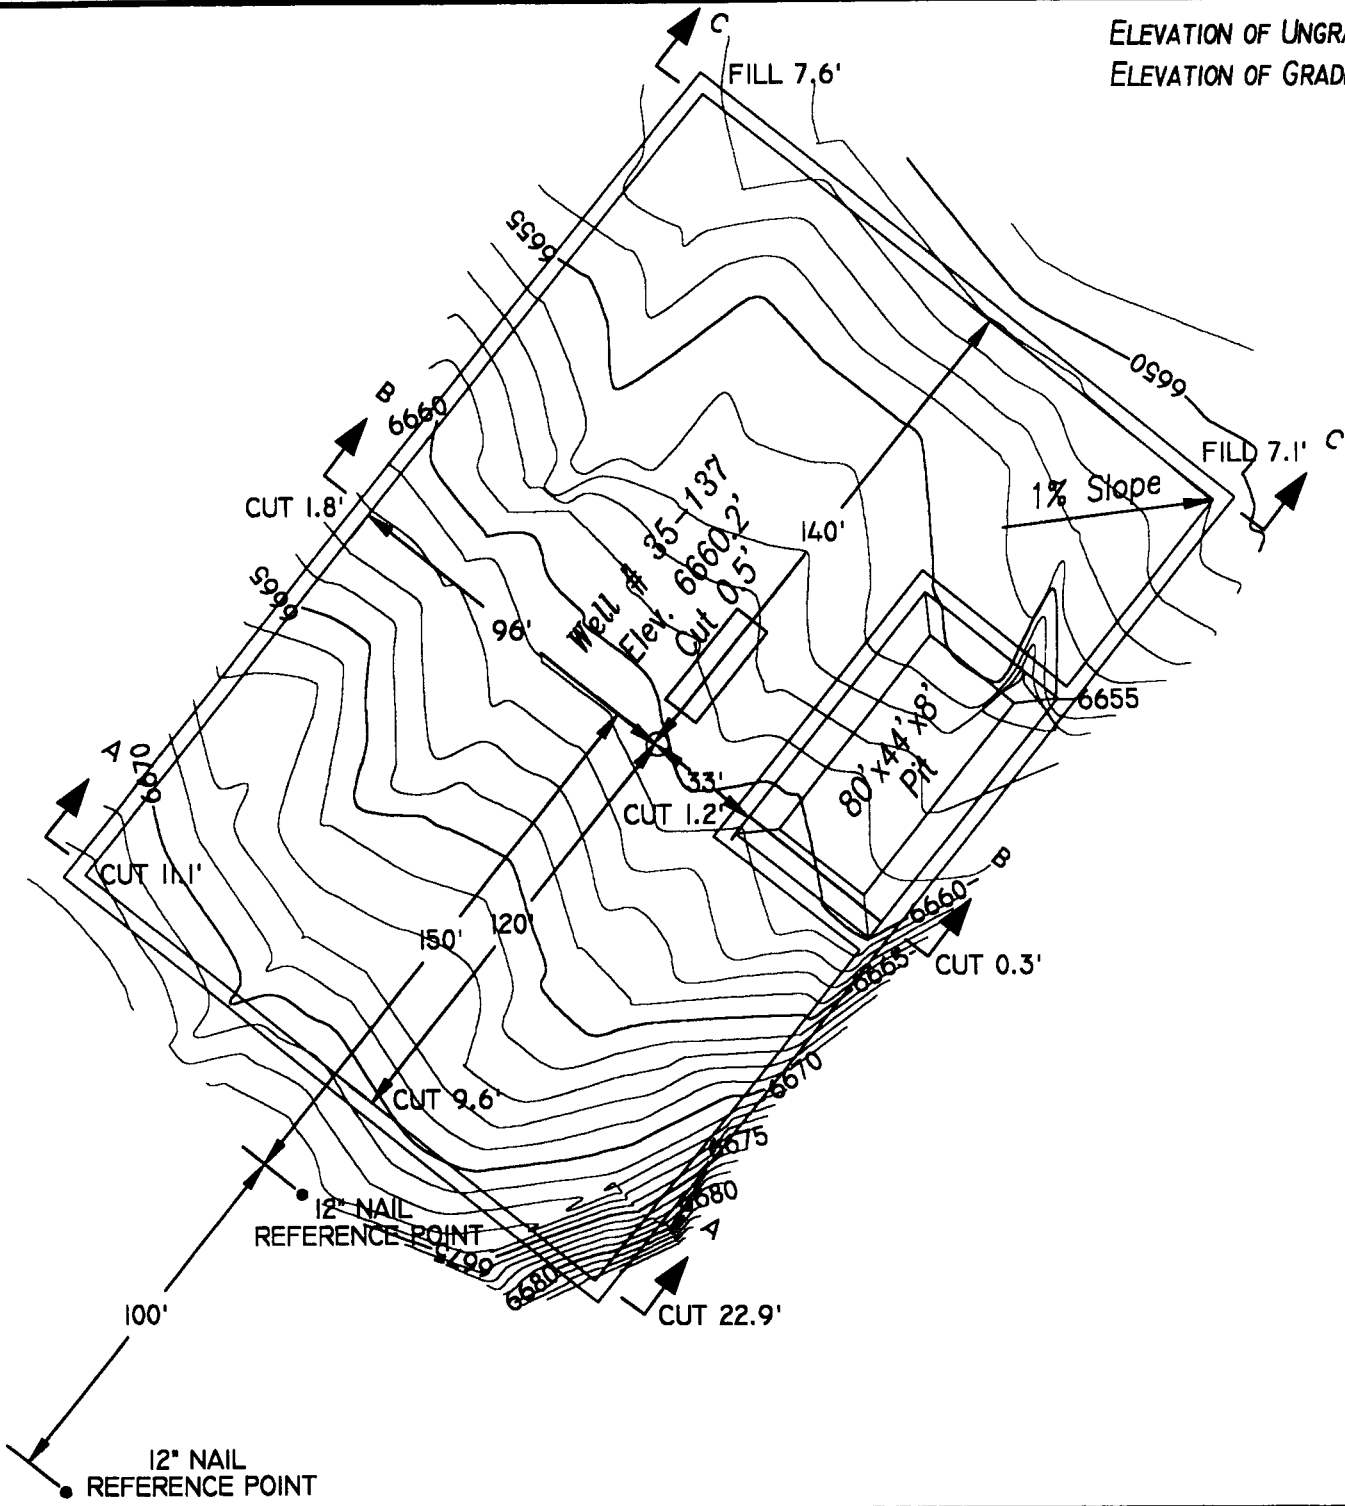 C
ELEVATION OF
ELEVATION OF
FILL 7.6'
6655
6650
B
6660
FILL 7.1'
C
CUT 1.8'
1% Slope
Well # 35-137
Elev. 6660.2'
Cut 0.5'
140'
6665
96'
6655
80'x44'x8'
Pit
33'
CUT 1.2'
A
6670
CUT 11.1'
B
6660
120'
150'
6665
CUT 0.3'
6670
CUT 9.6'
6675
6680
12" NAIL
REFERENCE POINT
A
6675
6680
CUT 22.9'
100'
12" NAIL
REFERENCE POINT